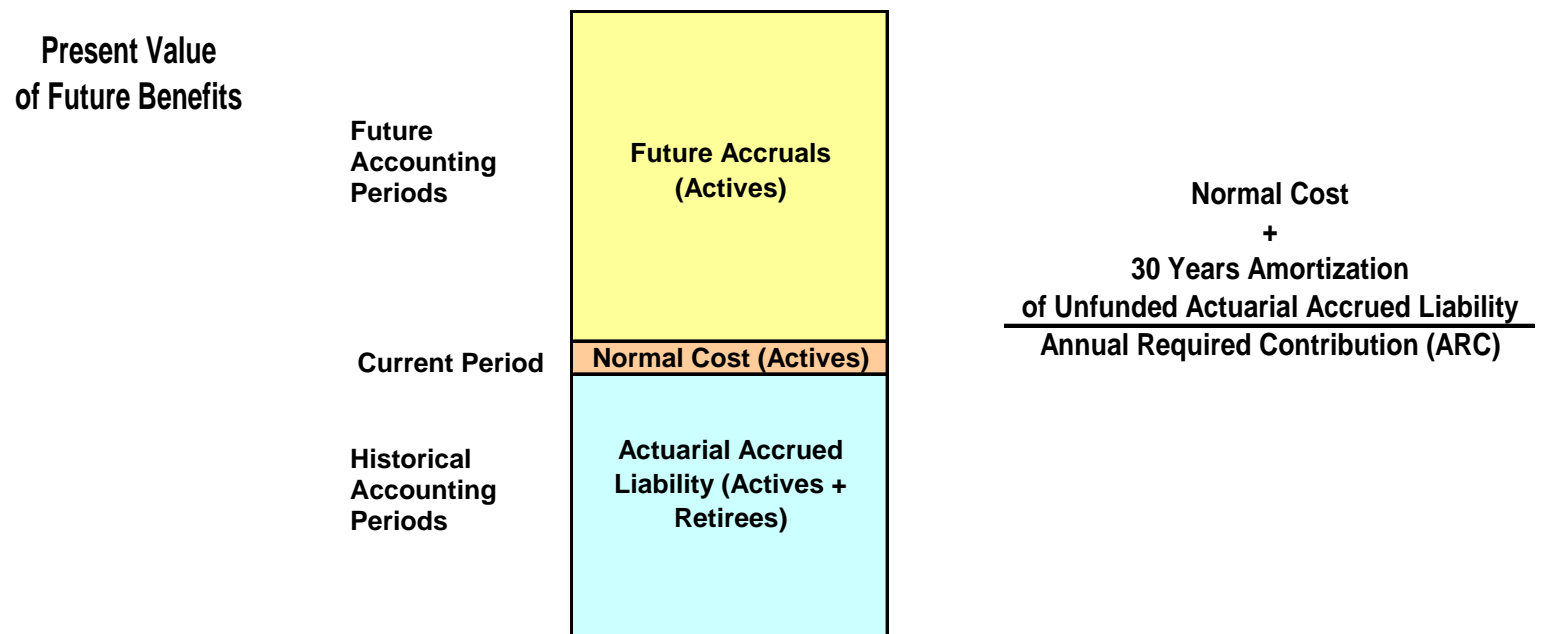 Present Value
of Future Benefits
Future
Accounting
Periods
Future Accruals
(Actives)
Current Period
Normal Cost (Actives)
Historical
Accounting
Periods
Actuarial Accrued
Liability (Actives +
Retirees)
Normal Cost
+
30 Years Amortization
of Unfunded Actuarial Accrued Liability
Annual Required Contribution (ARC)